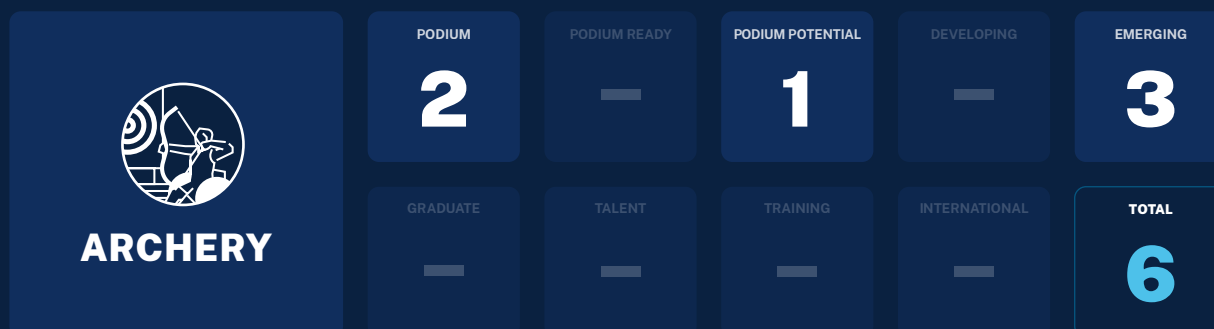 ARCHERY
PODIUM
2
PODIUM READY
—
PODIUM POTENTIAL
1
DEVELOPING
—
EMERGING
3
GRADUATE
—
TALENT
—
TRAINING
—
INTERNATIONAL
—
TOTAL
6